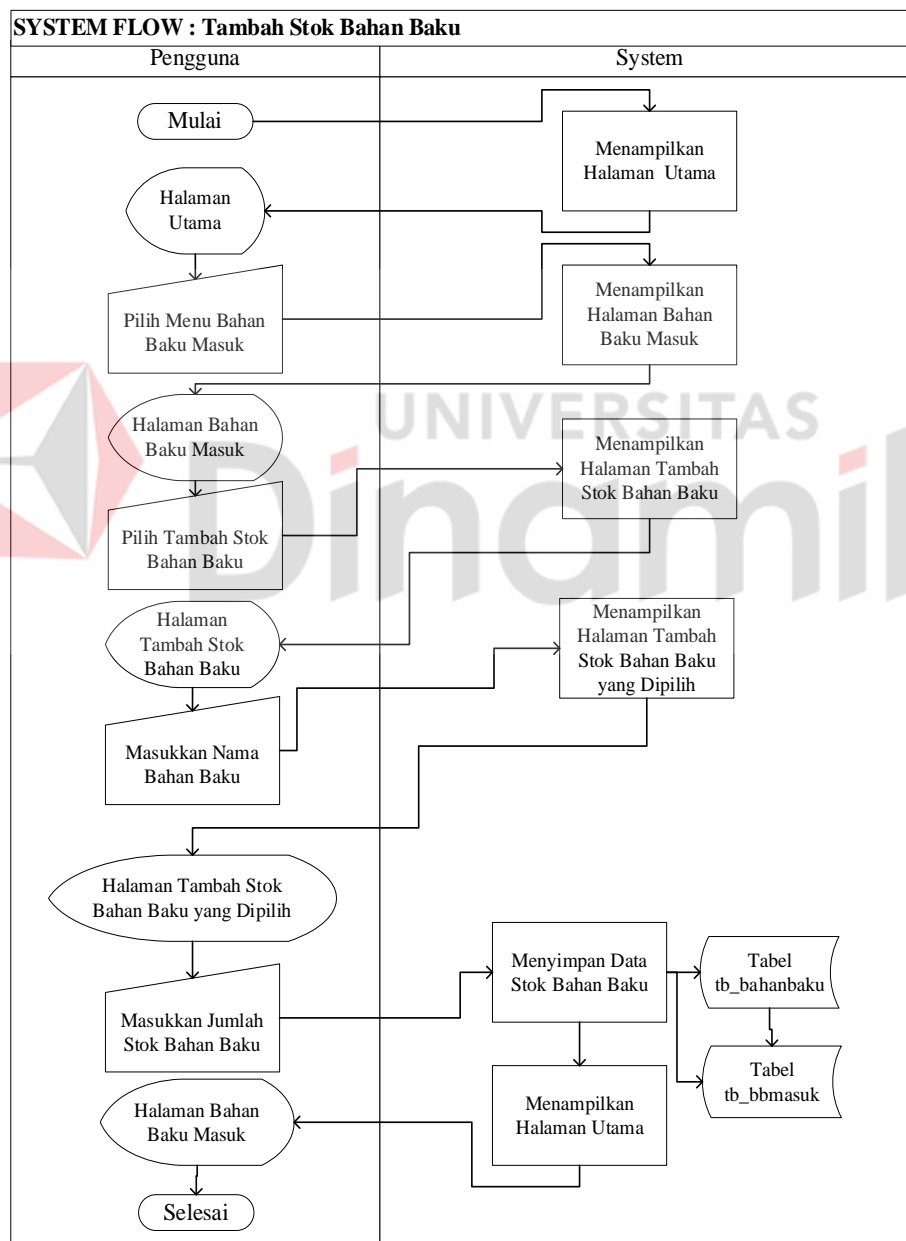 SYSTEM FLOW : Tambah Stok Bahan Baku
Pengguna
System
Mulai
Menampilkan
Halaman Utama
Halaman
Utama
Pilih Menu Bahan
Baku Masuk
Menampilkan
Halaman Bahan
Baku Masuk
Halaman Bahan
Baku Masuk
UNIVERSITAS
Dinamik
Pilih Tambah Stok
Bahan Baku
Menampilkan
Halaman Tambah
Stok Bahan Baku
Halaman
Tambah Stok
Bahan Baku
Masukkan Nama
Bahan Baku
Menampilkan
Halaman Tambah
Stok Bahan Baku
yang Dipilih
Halaman Tambah Stok
Bahan Baku yang Dipilih
Masukkan Jumlah
Stok Bahan Baku
Menyimpan Data
Stok Bahan Baku
Tabel
tb_bahanbaku
Tabel
tb_bbmasuk
Menampilkan
Halaman Utama
Halaman Bahan
Baku Masuk
Selesai